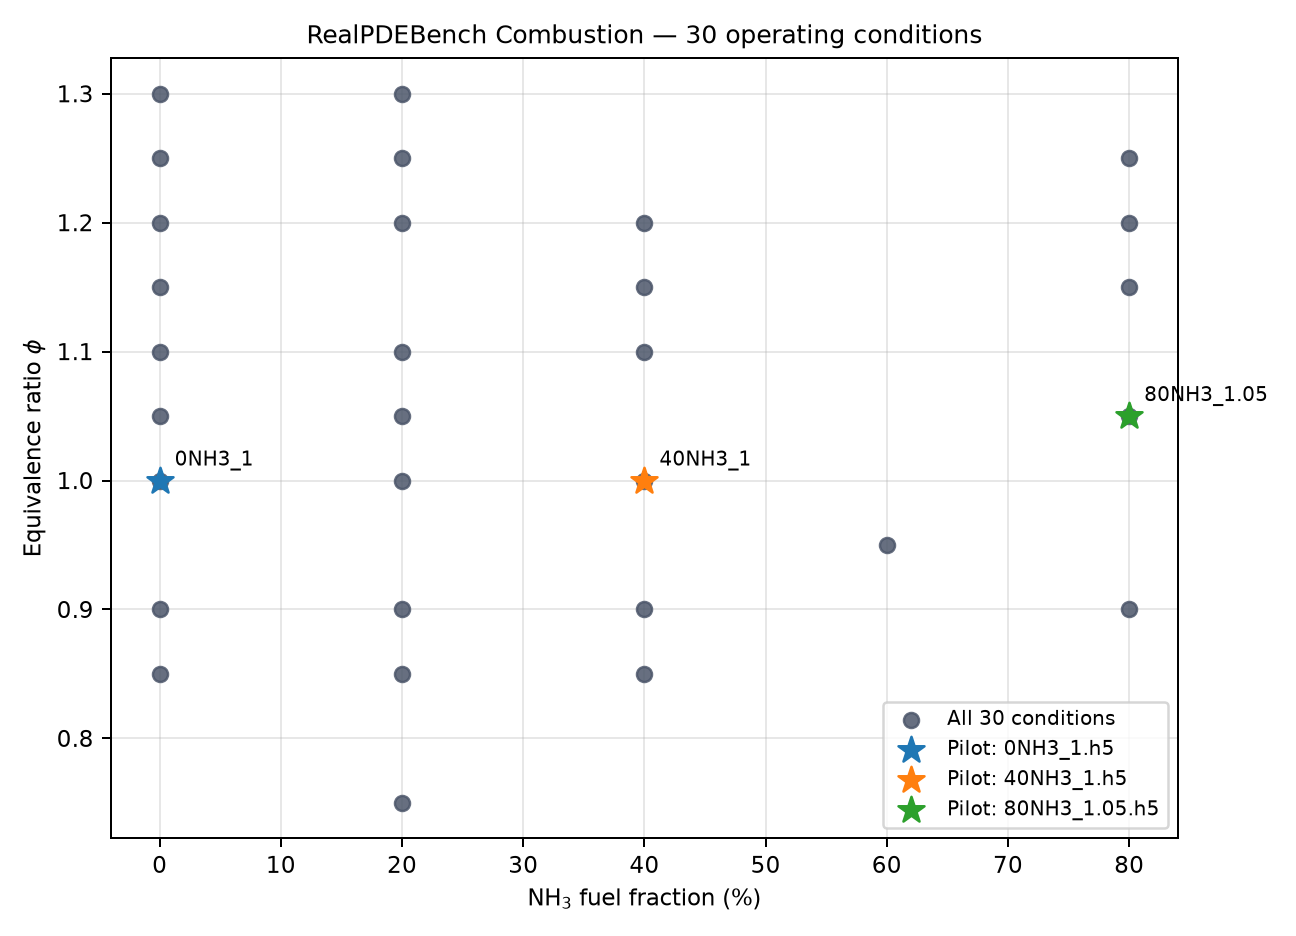 RealPDEBench Combustion — 30 operating conditions
Equivalence ratio ϕ
1.3
1.2
1.1
1.0
0.9
0.8
80NH3_1.05
0NH3_1
40NH3_1
All 30 conditions
Pilot: 0NH3_1.h5
Pilot: 40NH3_1.h5
Pilot: 80NH3_1.05.h5
0 10 20 30 40 50 60 70 80
NH₃ fuel fraction (%)